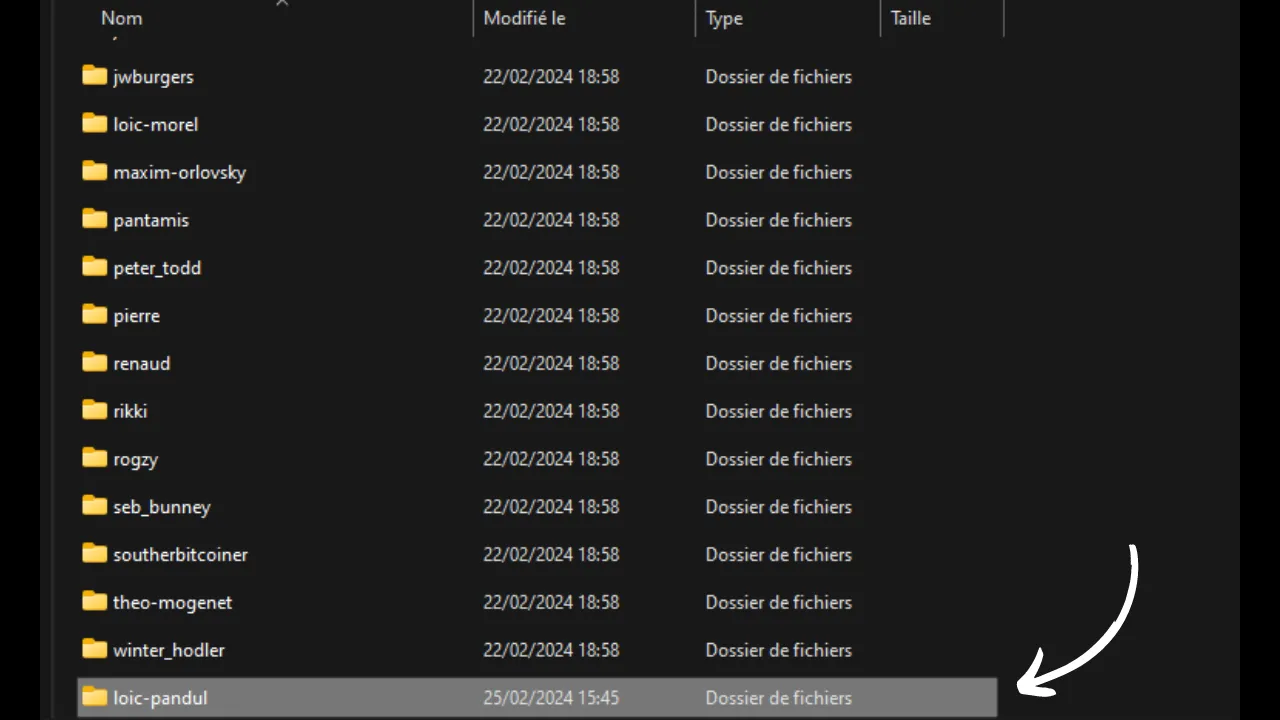 Nom Modifié le Type Taille
jwburgers 22/02/2024 18:58 Dossier de fichiers
loic-morel 22/02/2024 18:58 Dossier de fichiers
maxim-orlovsky 22/02/2024 18:58 Dossier de fichiers
pantamis 22/02/2024 18:58 Dossier de fichiers
peter_todd 22/02/2024 18:58 Dossier de fichiers
pierre 22/02/2024 18:58 Dossier de fichiers
renaud 22/02/2024 18:58 Dossier de fichiers
rikki 22/02/2024 18:58 Dossier de fichiers
rogzy 22/02/2024 18:58 Dossier de fichiers
seb_bunney 22/02/2024 18:58 Dossier de fichiers
southerbitcoiner 22/02/2024 18:58 Dossier de fichiers
theo-mogenet 22/02/2024 18:58 Dossier de fichiers
winter_hodler 22/02/2024 18:58 Dossier de fichiers
loic-pandul 25/02/2024 15:45 Dossier de fichiers